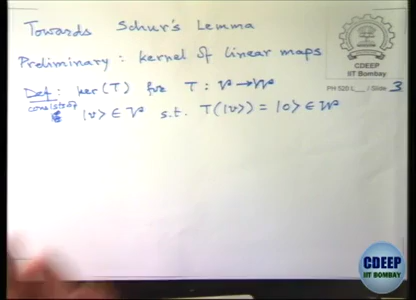 Towards Schur's Lemma
Preliminary : kernel of linear maps
Def : ker(T) for T : V → W
consists of |v> ∈ V s.t. T(|v>) = |0> ∈ W
CDEEP
IIT Bombay
PH 520 L___ / Slide 3
CDEEP
IIT BOMBAY